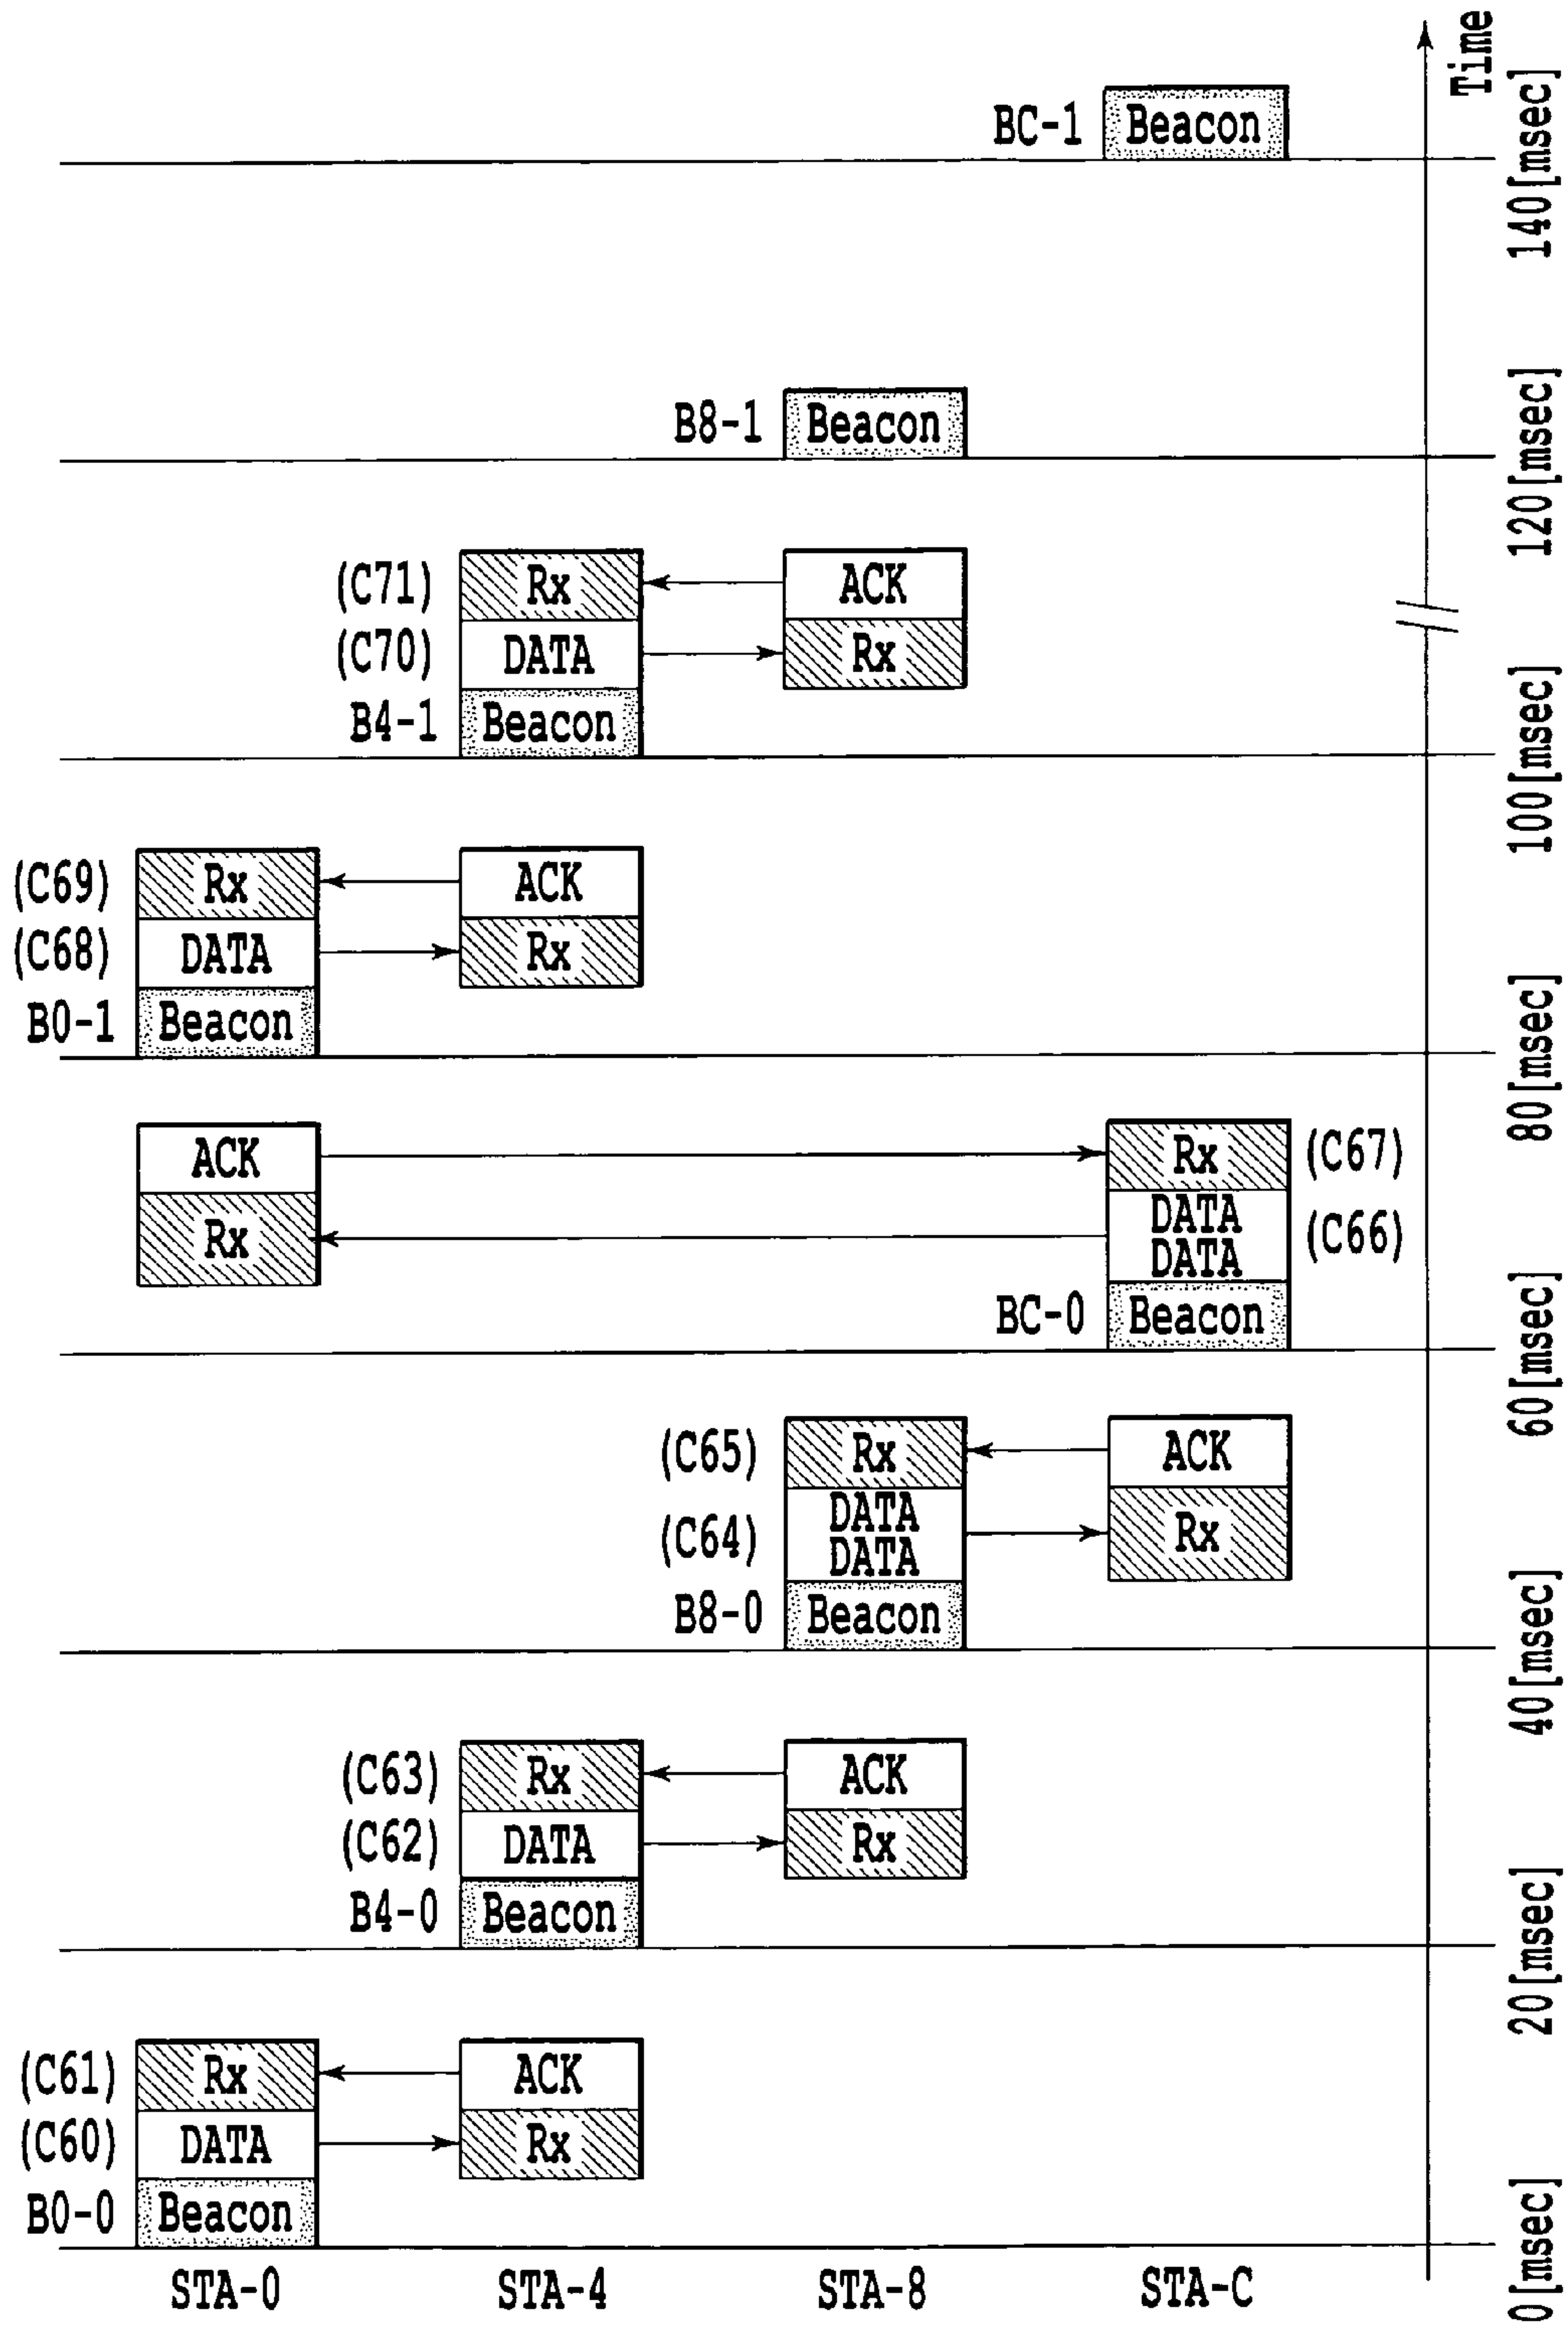 Time
140[msec]
BC-1 Beacon
120[msec]
B8-1 Beacon
(C71) Rx ACK
(C70) DATA Rx
B4-1 Beacon
100[msec]
(C69) Rx ACK
(C68) DATA Rx
B0-1 Beacon
80[msec]
ACK Rx (C67)
Rx DATA DATA (C66)
BC-0 Beacon
60[msec]
(C65) Rx ACK
(C64) DATA DATA Rx
B8-0 Beacon
40[msec]
(C63) Rx ACK
(C62) DATA Rx
B4-0 Beacon
20[msec]
(C61) Rx ACK
(C60) DATA Rx
B0-0 Beacon
0[msec]
STA-0 STA-4 STA-8 STA-C